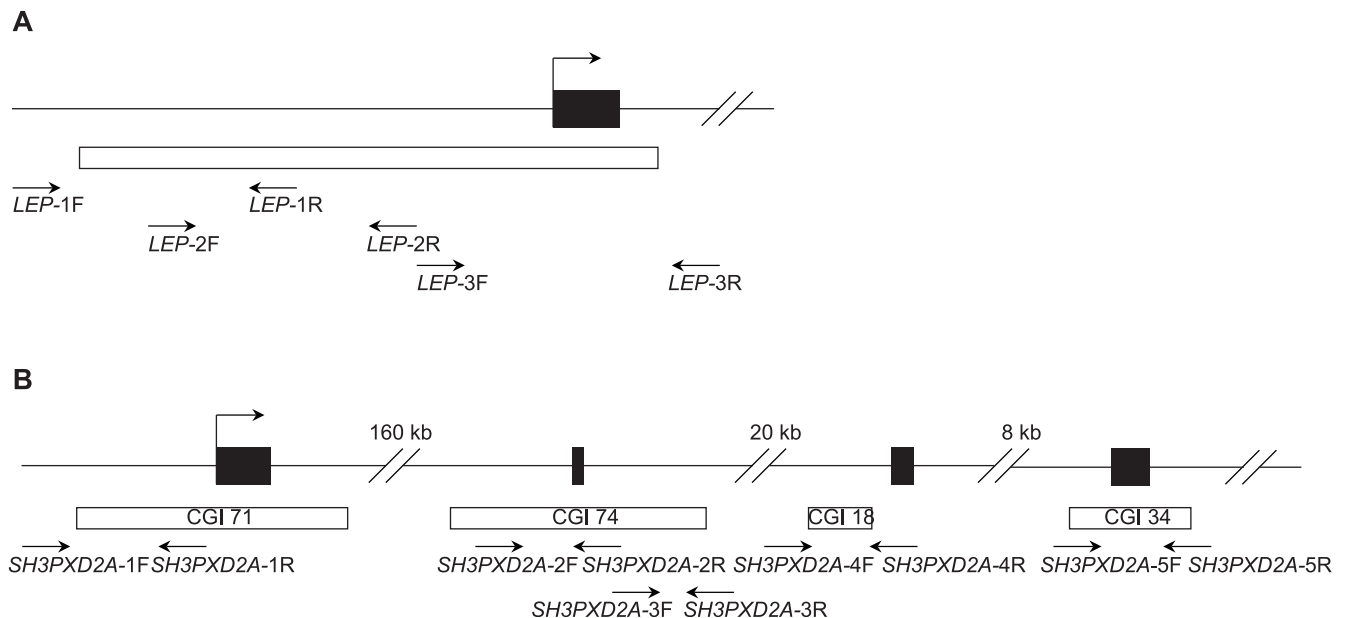 A
LEP-1F
LEP-1R
LEP-2F
LEP-2R
LEP-3F
LEP-3R
B
160 kb
20 kb
8 kb
CGI 71
CGI 74
CGI 18
CGI 34
SH3PXD2A-1F
SH3PXD2A-1R
SH3PXD2A-2F
SH3PXD2A-2R
SH3PXD2A-4F
SH3PXD2A-4R
SH3PXD2A-5F
SH3PXD2A-5R
SH3PXD2A-3F
SH3PXD2A-3R